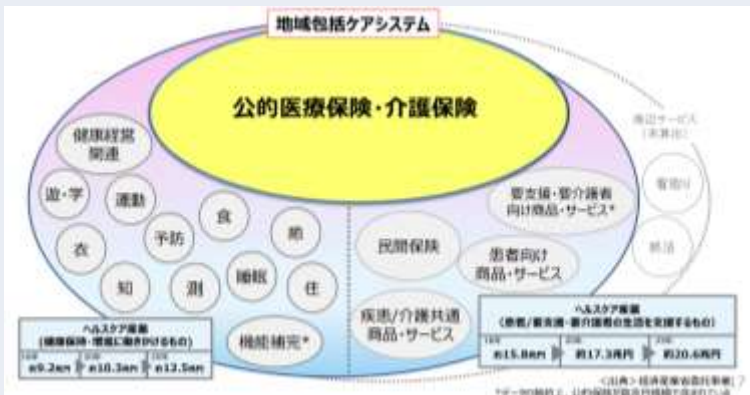 地域包括ケアシステム
公的医療保険・介護保険
健康経営
関連
遊・学
運動
食
衣
予防
知
測
睡眠
住
機能補完*
民間保険
要支援・要介護者
向け商品・サービス*
患者向け
商品・サービス
疾患/介護共通
商品・サービス
周辺サービス
(未算出)
看取り
終活
ヘルスケア産業
(健康保持・増進に働きかけるもの)
約9.2兆円
約10.3兆円
約12.5兆円
ヘルスケア産業
(患者/要支援・要介護者の生活を支援するもの)
約15.8兆円
約17.3兆円
約20.6兆円
<出典>経済産業省委託事業
7